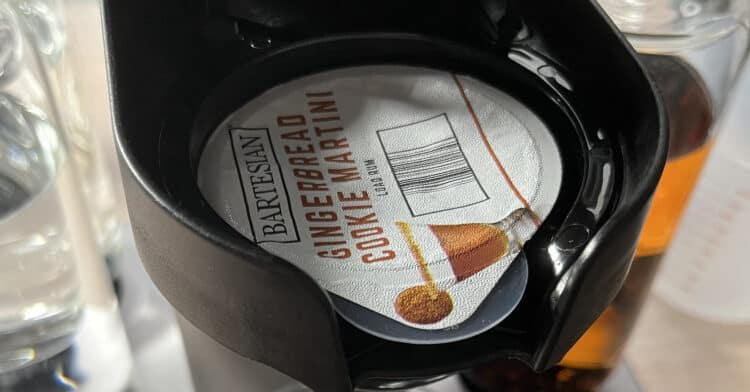 BARTESIAN
GINGERBREAD
COOKIE MARTINI
LOAD RUM